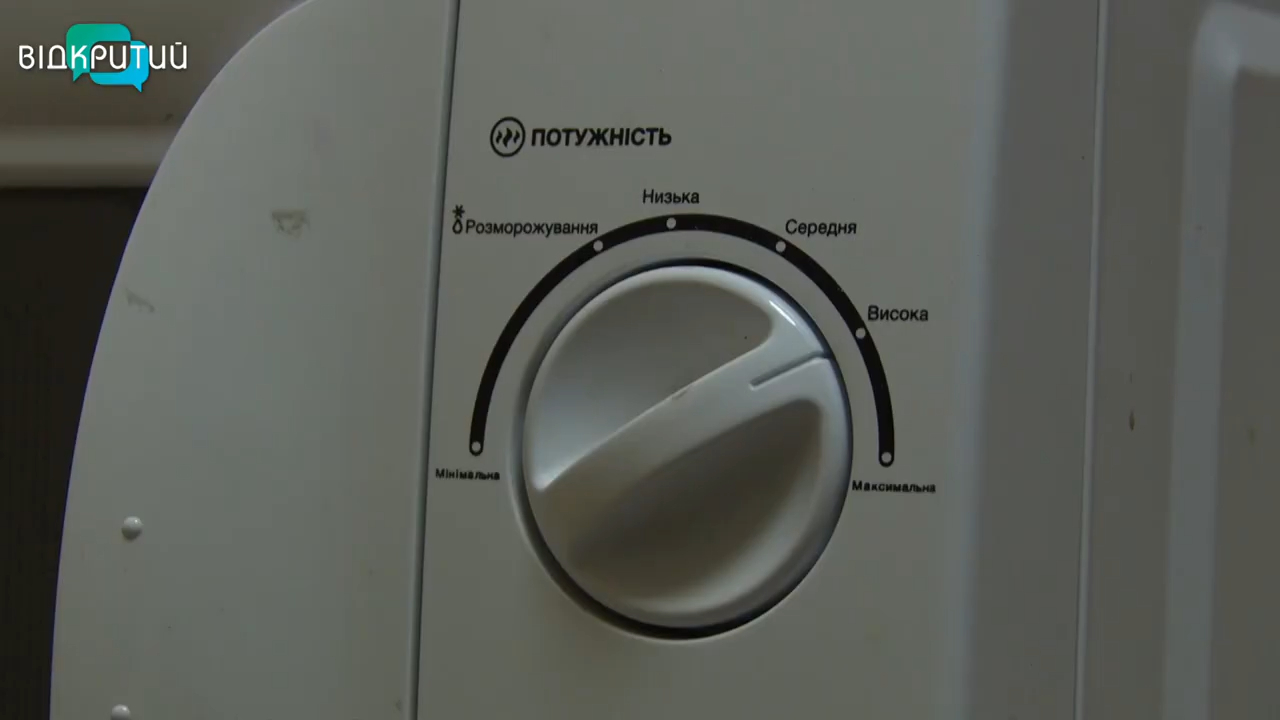 ВІДКРИТИЙ
ПОТУЖНІСТЬ
Низька
Розморожування
Середня
Висока
Мінімальна
Максимальна